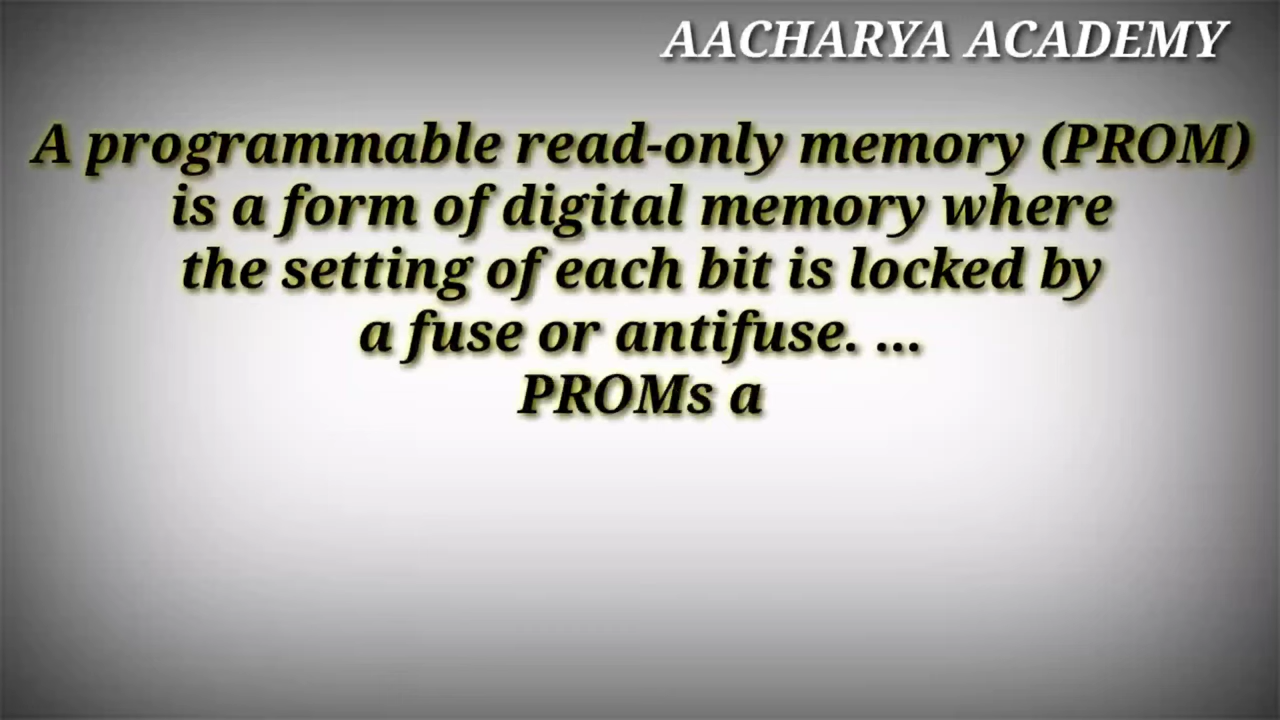 AACHARYA ACADEMY
A programmable read-only memory (PROM)
is a form of digital memory where
the setting of each bit is locked by
a fuse or antifuse. ...
PROMs a